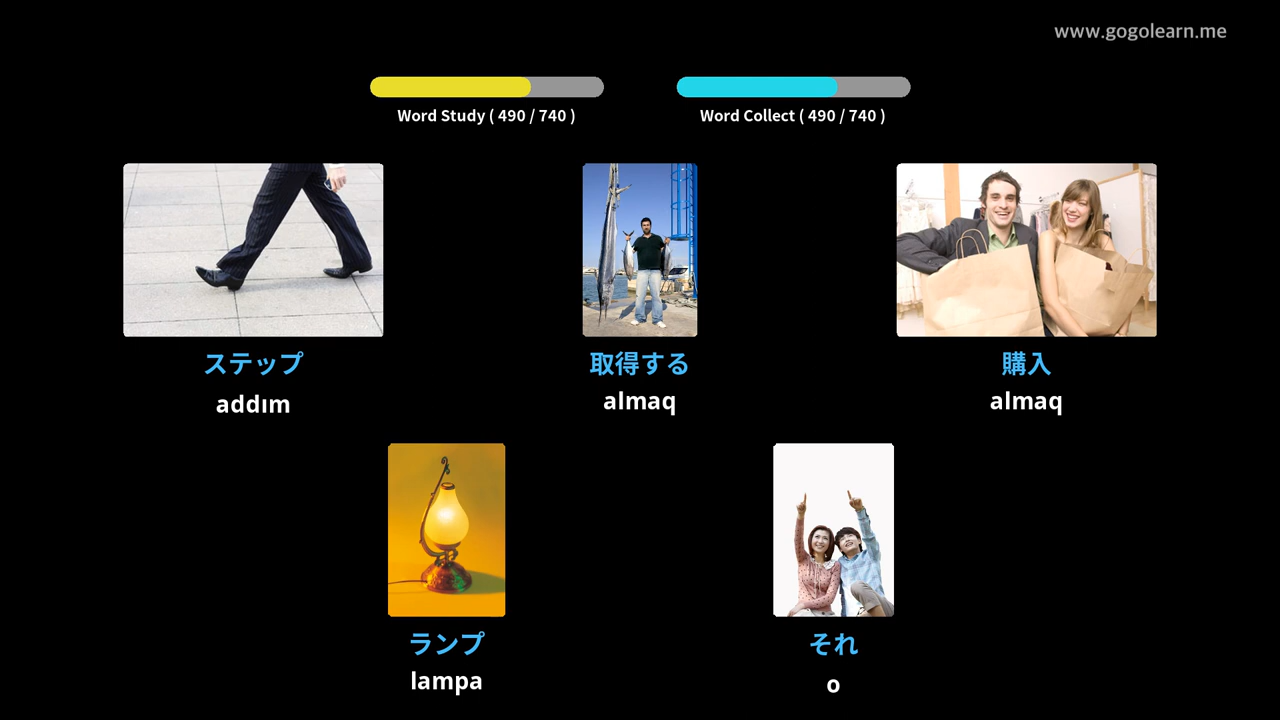 www.gogolearn.me
Word Study ( 490 / 740 )
Word Collect ( 490 / 740 )
ステップ
addım
取得する
almaq
購入
almaq
ランプ
lampa
それ
o